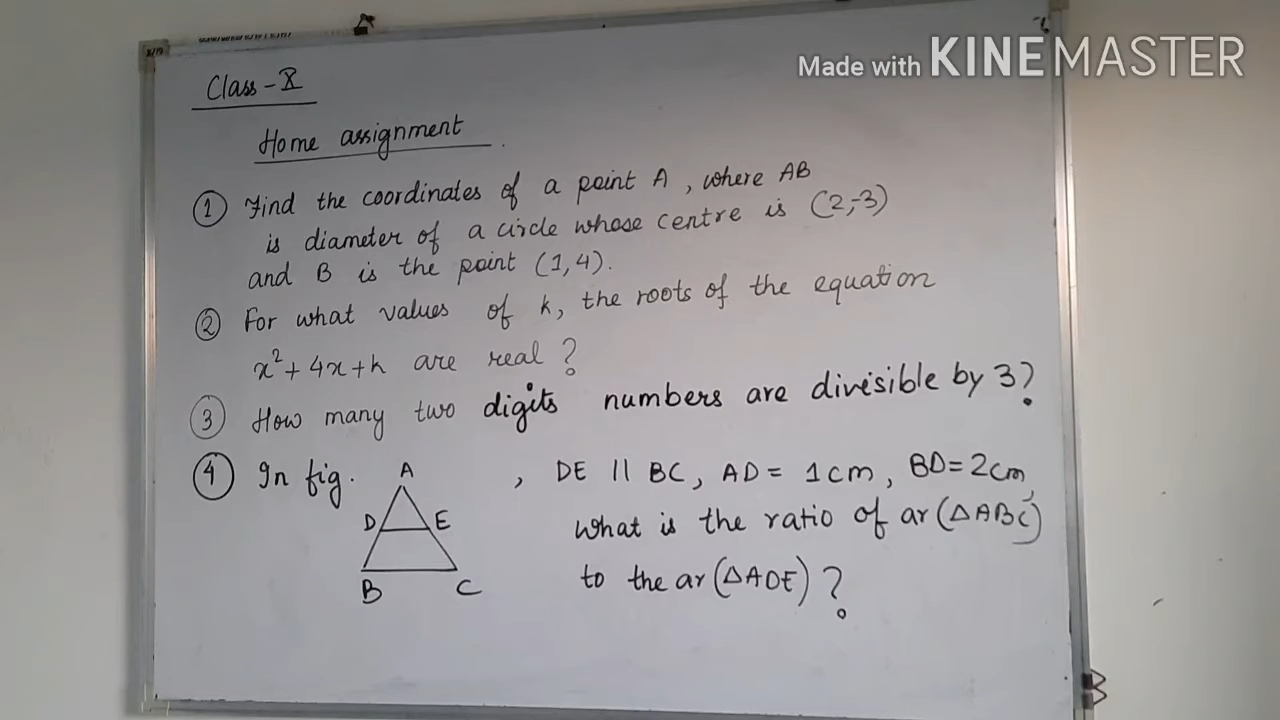 Made with KINEMASTER
Class - X
Home assignment.
① Find the coordinates of a point A, where AB
is diameter of a circle whose centre is (2,-3)
and B is the point (1,4).
② For what values of k, the roots of the equation
x²+4x+k are real?
③ How many two digits numbers are divisible by 3?
④ In fig. , DE || BC, AD = 1cm, BD = 2cm,
A
D E
B C
what is the ratio of ar(△ABC)
to the ar(△ADE)?